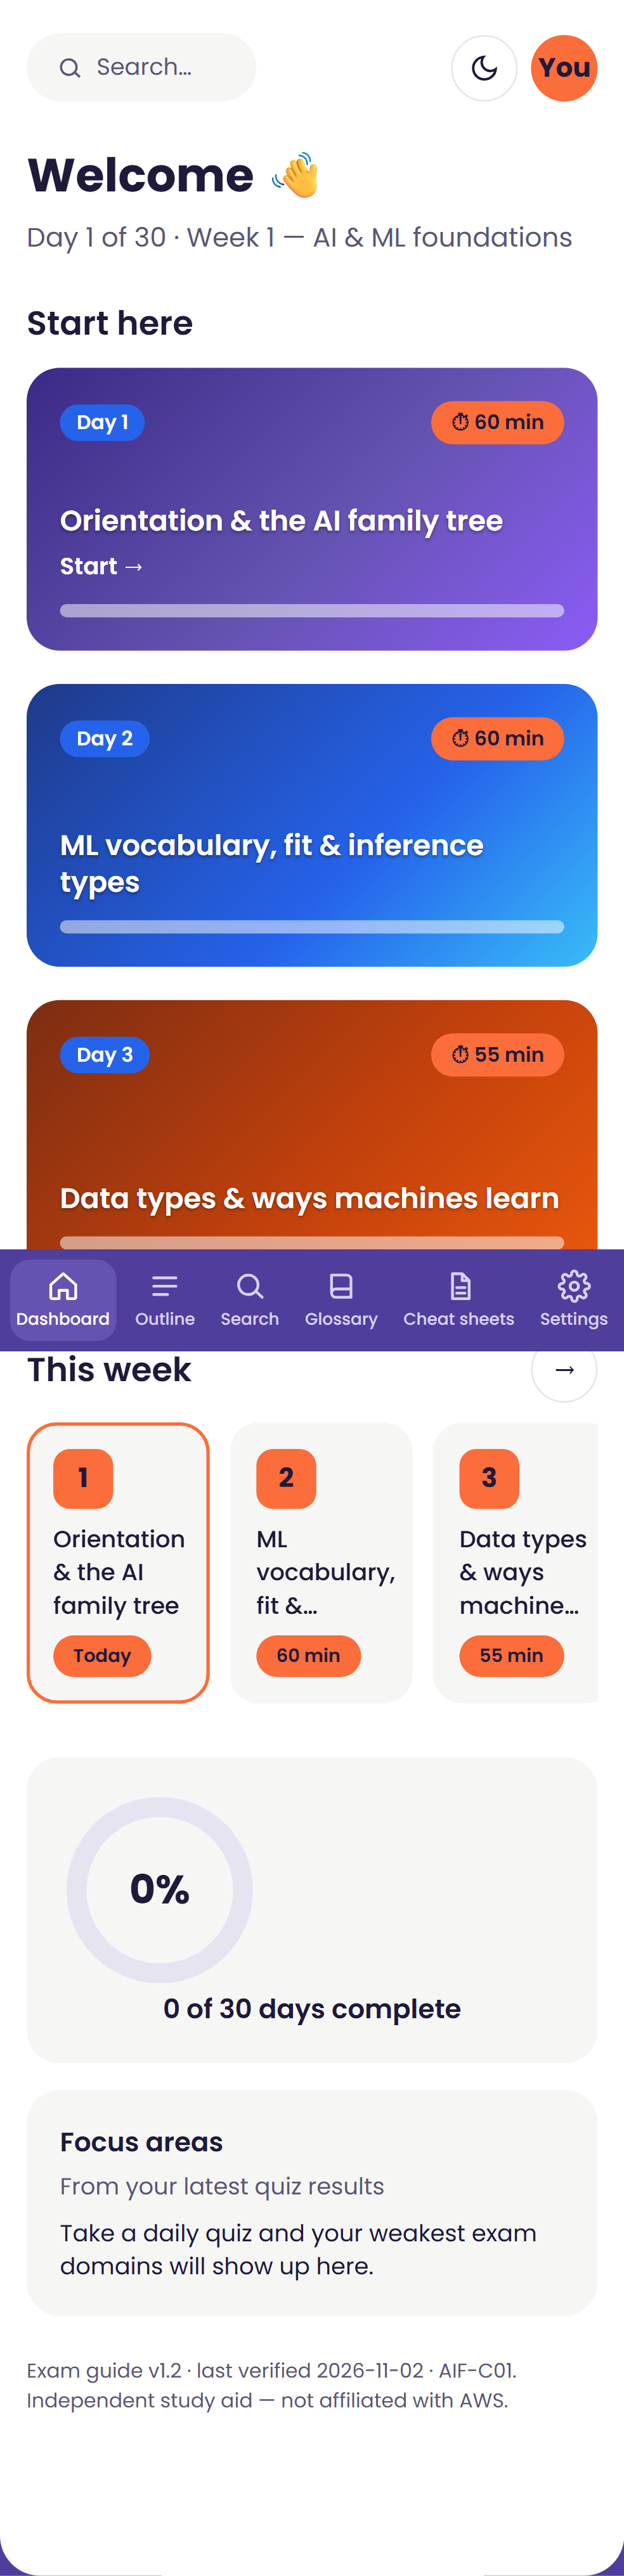 Search...
You
Welcome 👋
Day 1 of 30 · Week 1 — AI & ML foundations
Start here
Day 1
⏱ 60 min
Orientation & the AI family tree
Start →
Day 2
⏱ 60 min
ML vocabulary, fit & inference
types
Day 3
⏱ 55 min
Data types & ways machines learn
Dashboard
Outline
Search
Glossary
Cheat sheets
Settings
This week
→
1
Orientation
& the AI
family tree
Today
2
ML
vocabulary,
fit &...
60 min
3
Data types
& ways
machine...
55 min
0%
0 of 30 days complete
Focus areas
From your latest quiz results
Take a daily quiz and your weakest exam
domains will show up here.
Exam guide v1.2 · last verified 2026-11-02 · AIF-C01.
Independent study aid — not affiliated with AWS.